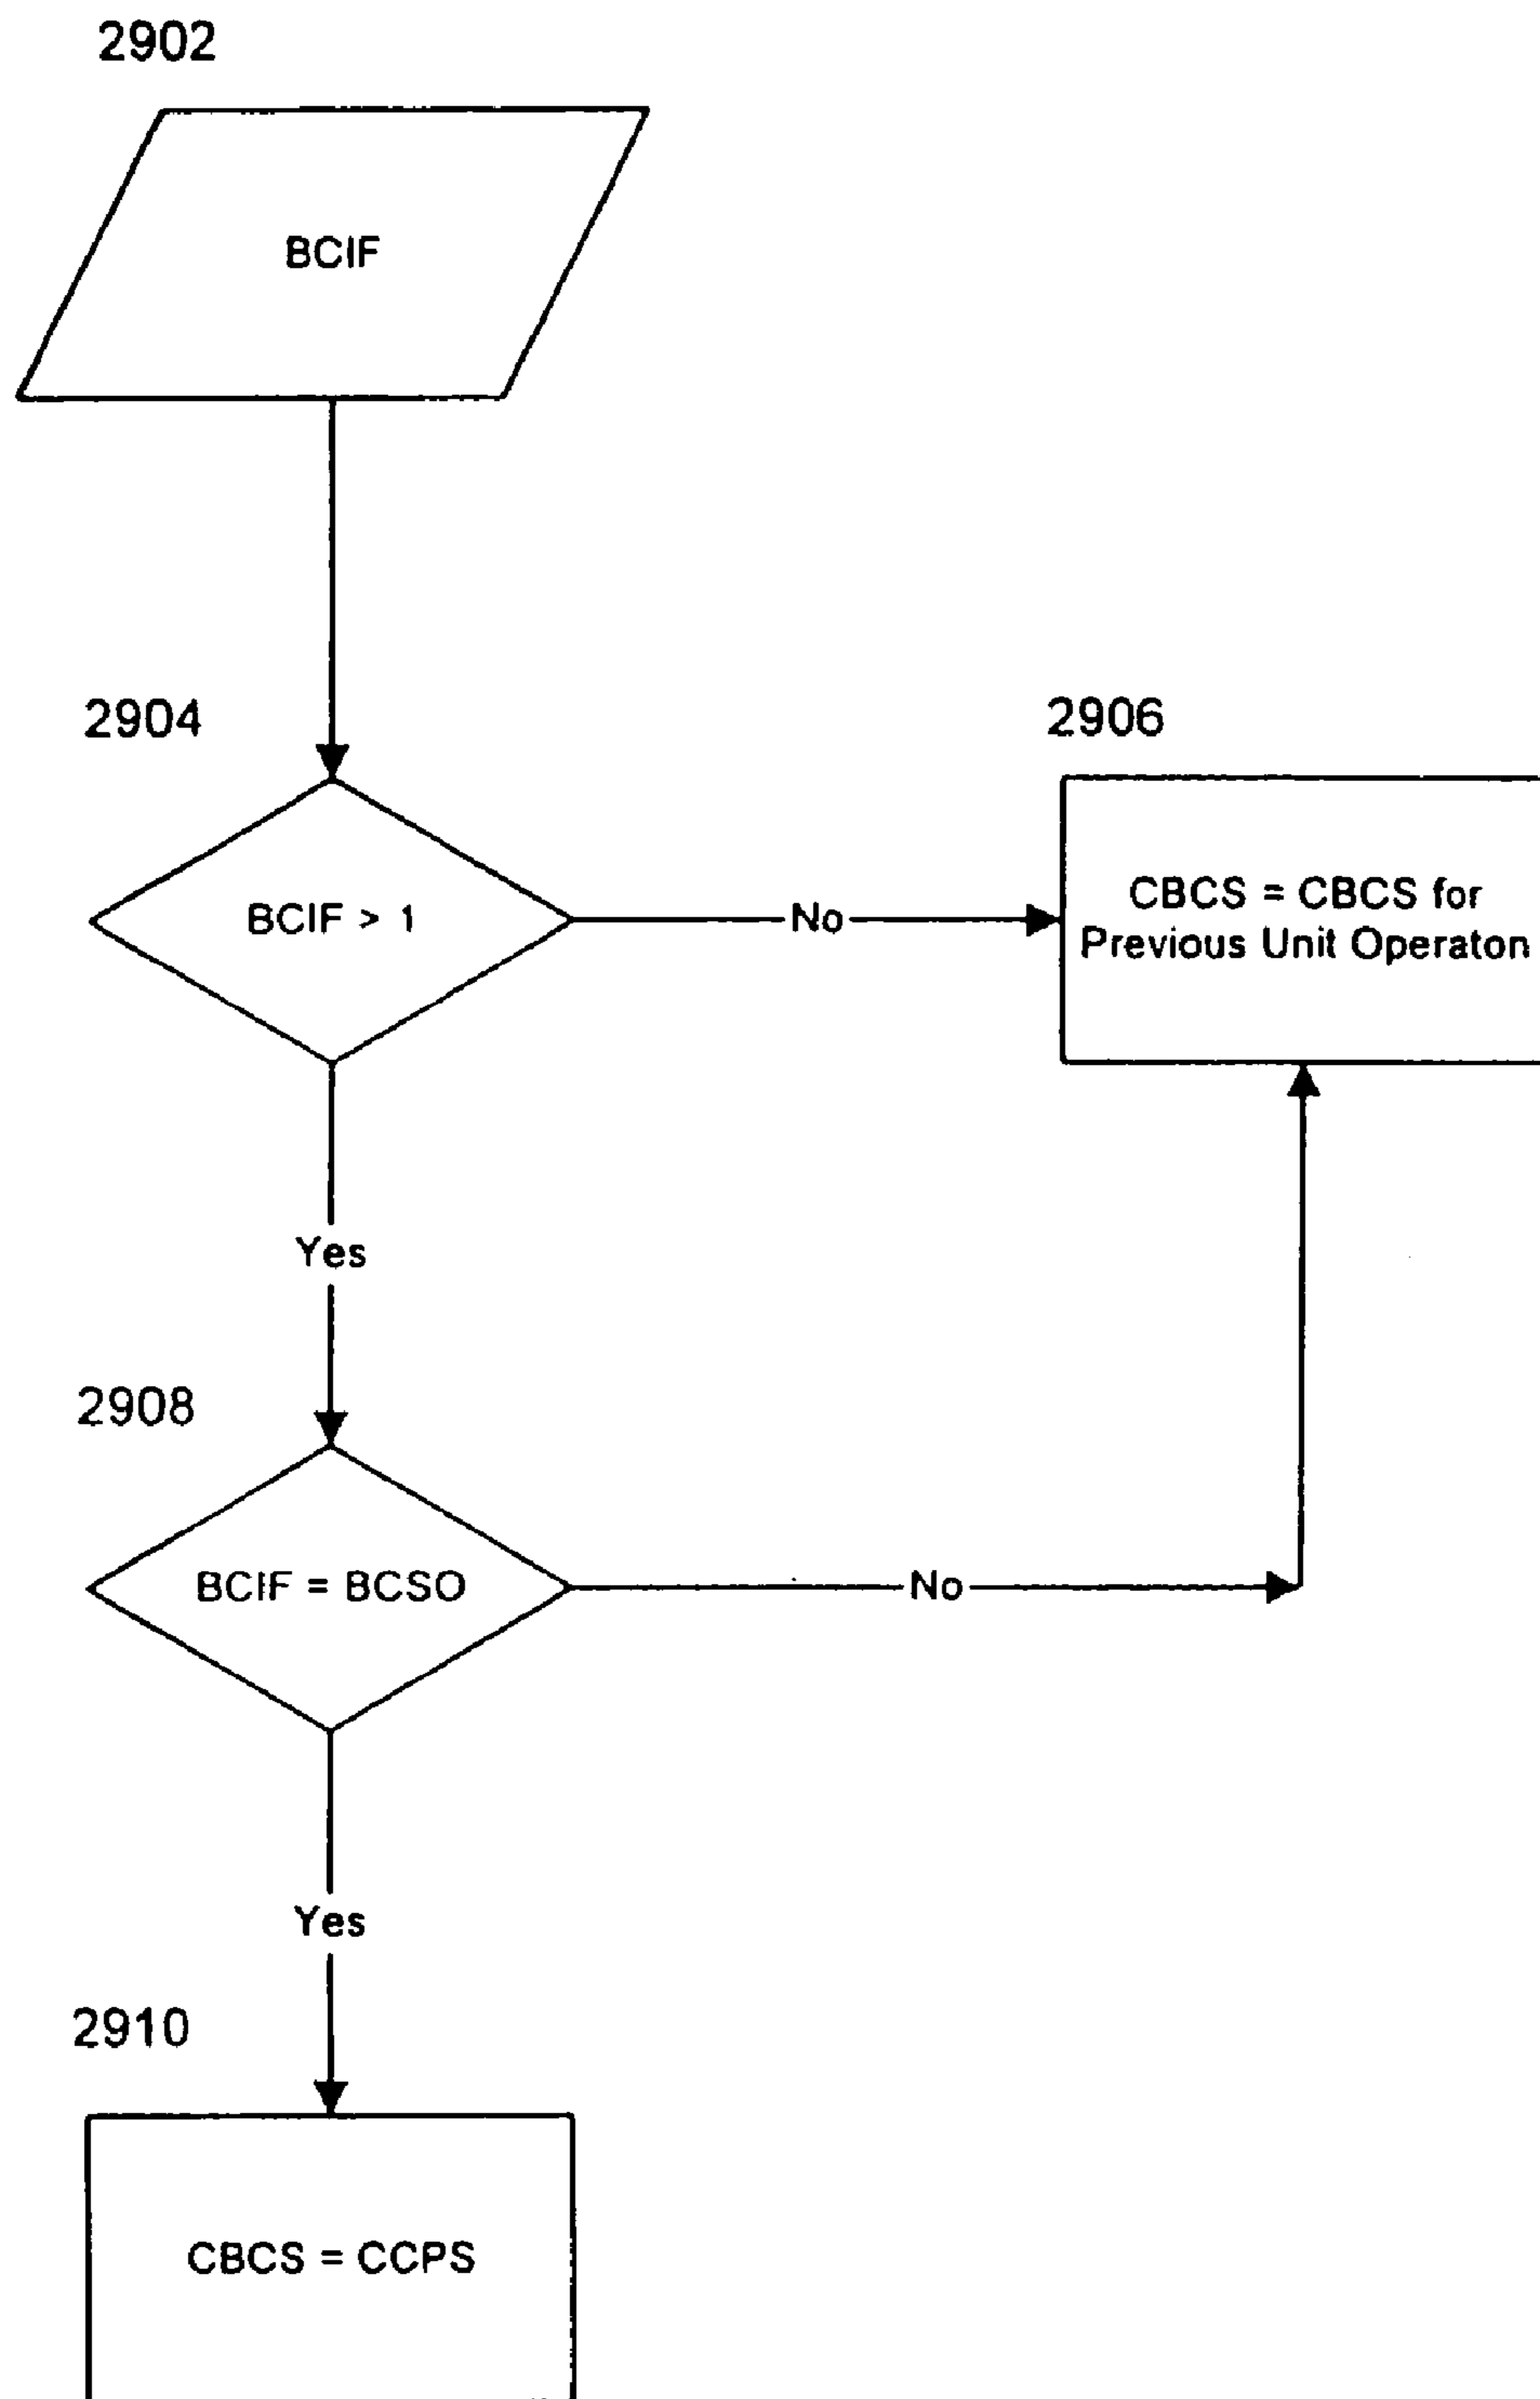 2902
BCIF
2904
BCIF > 1
No
2906
CBCS = CBCS for
Previous Unit Operaton
Yes
2908
BCIF = BCSO
No
Yes
2910
CBCS = CCPS